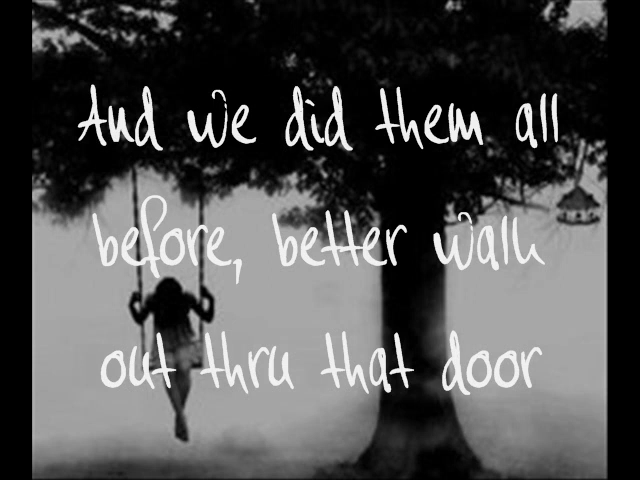 And we did them all
before, better walk
out thru that door